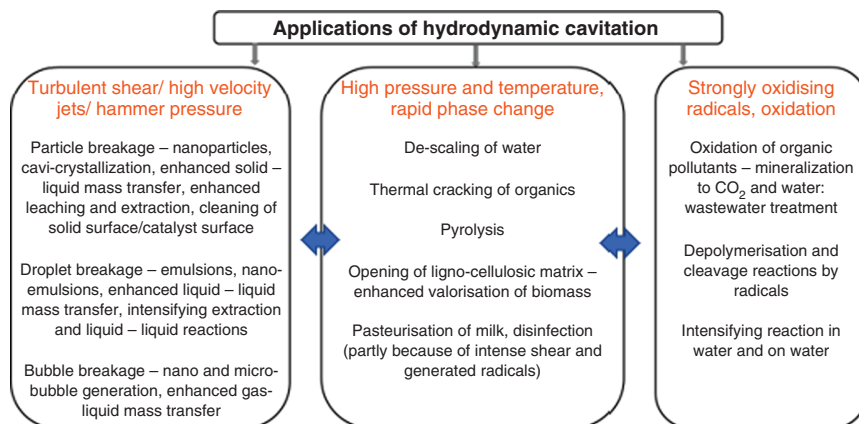 Applications of hydrodynamic cavitation
Turbulent shear/ high velocity
jets/ hammer pressure
Particle breakage – nanoparticles,
cavi-crystallization, enhanced solid –
liquid mass transfer, enhanced
leaching and extraction, cleaning of
solid surface/catalyst surface
Droplet breakage – emulsions, nano-
emulsions, enhanced liquid – liquid
mass transfer, intensifying extraction
and liquid – liquid reactions
Bubble breakage – nano and micro-
bubble generation, enhanced gas-
liquid mass transfer
High pressure and temperature,
rapid phase change
De-scaling of water
Thermal cracking of organics
Pyrolysis
Opening of ligno-cellulosic matrix –
enhanced valorisation of biomass
Pasteurisation of milk, disinfection
(partly because of intense shear and
generated radicals)
Strongly oxidising
radicals, oxidation
Oxidation of organic
pollutants – mineralization
to CO₂ and water:
wastewater treatment
Depolymerisation and
cleavage reactions by
radicals
Intensifying reaction in
water and on water